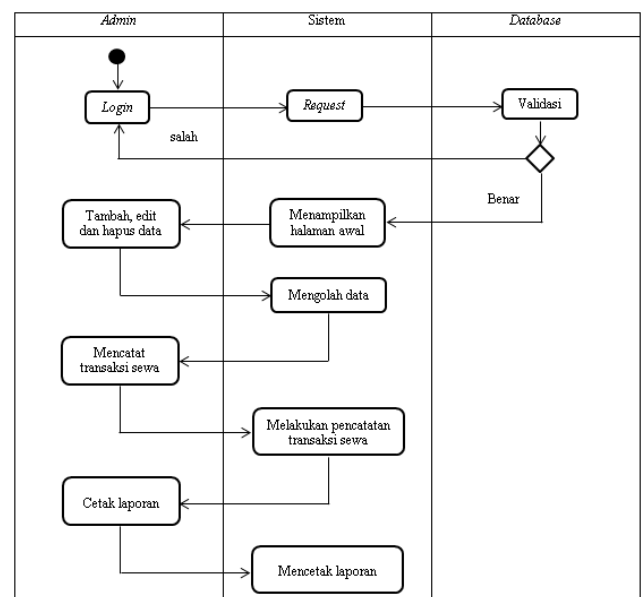 Admin
Sistem
Database
Login
Request
Validasi
salah
Benar
Tambah, edit
dan hapus data
Menampilkan
halaman awal
Mengolah data
Mencatat
transaksi sewa
Melakukan pencatatan
transaksi sewa
Cetak laporan
Mencetak laporan